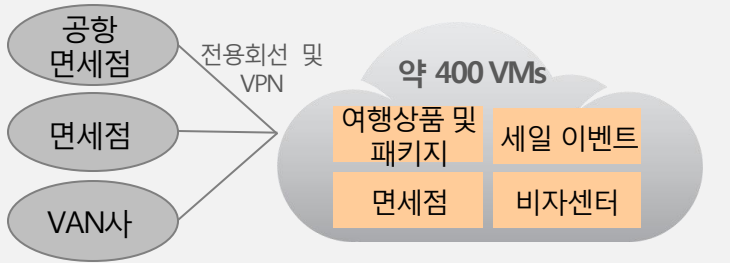 공항
면세점
전용회선 및
VPN
면세점
VAN사
약 400 VMs
여행상품 및
패키지
세일 이벤트
면세점
비자센터